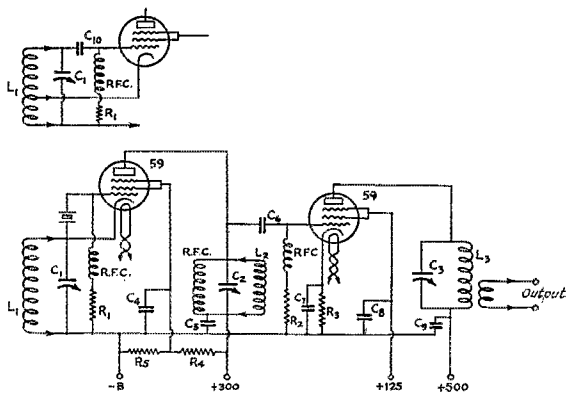 C10
L1
C1
R.F.C.
R1
59
59
C6
C1
R.F.C.
C4
R.F.C.
C2
L2
RFC
C7
C3
L3
L1
R1
C5
R2
R3
C8
C9
Output
R5
R4
-B
+300
+125
+500